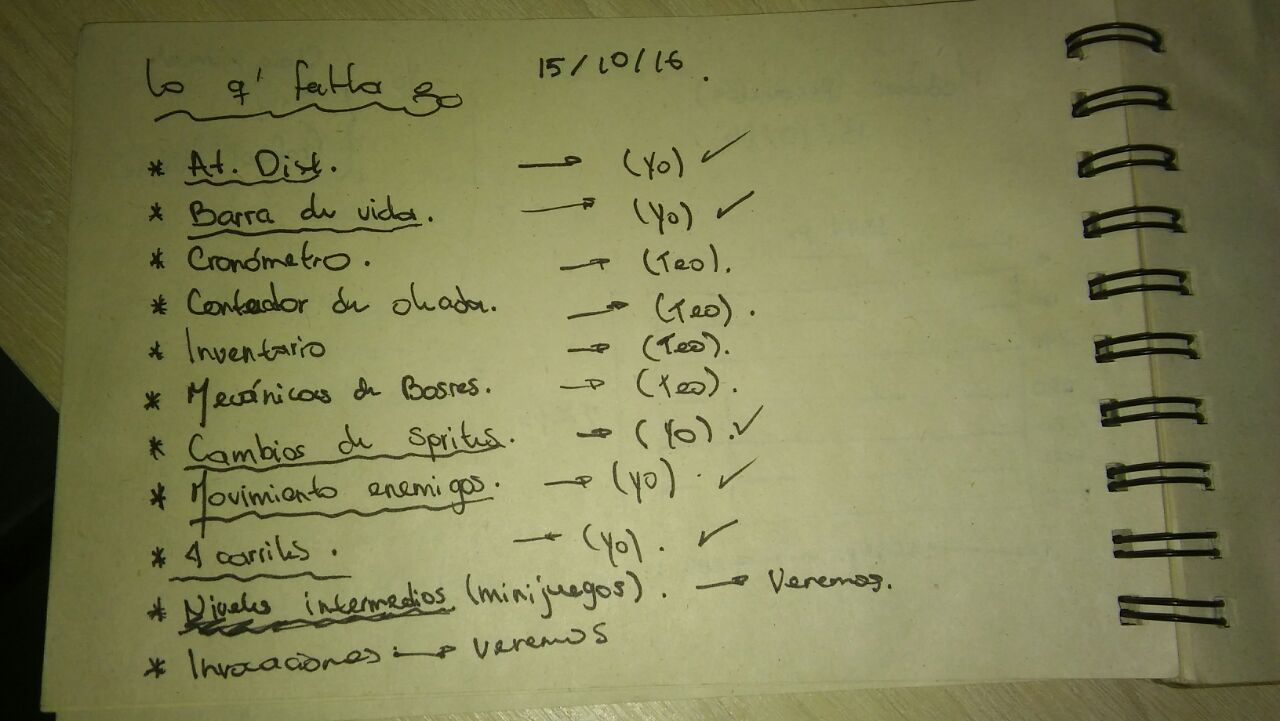 lo q' falta 15/10/16.
* At. Dist. → (Yo) ✓
* Barra de vida. → (Yo) ✓
* Cronómetro. → (Teo).
* Contador de oleada. → (Teo).
* Inventario → (Teo).
* Mecánicas de Bosses. → (Teo).
* Cambios de sprites. → (Yo). ✓
* Movimiento enemigos. → (Yo). ✓
* 4 carriles. → (Yo). ✓
* Niveles intermedios (minijuegos). → Veremos.
* Invocaciones → veremos